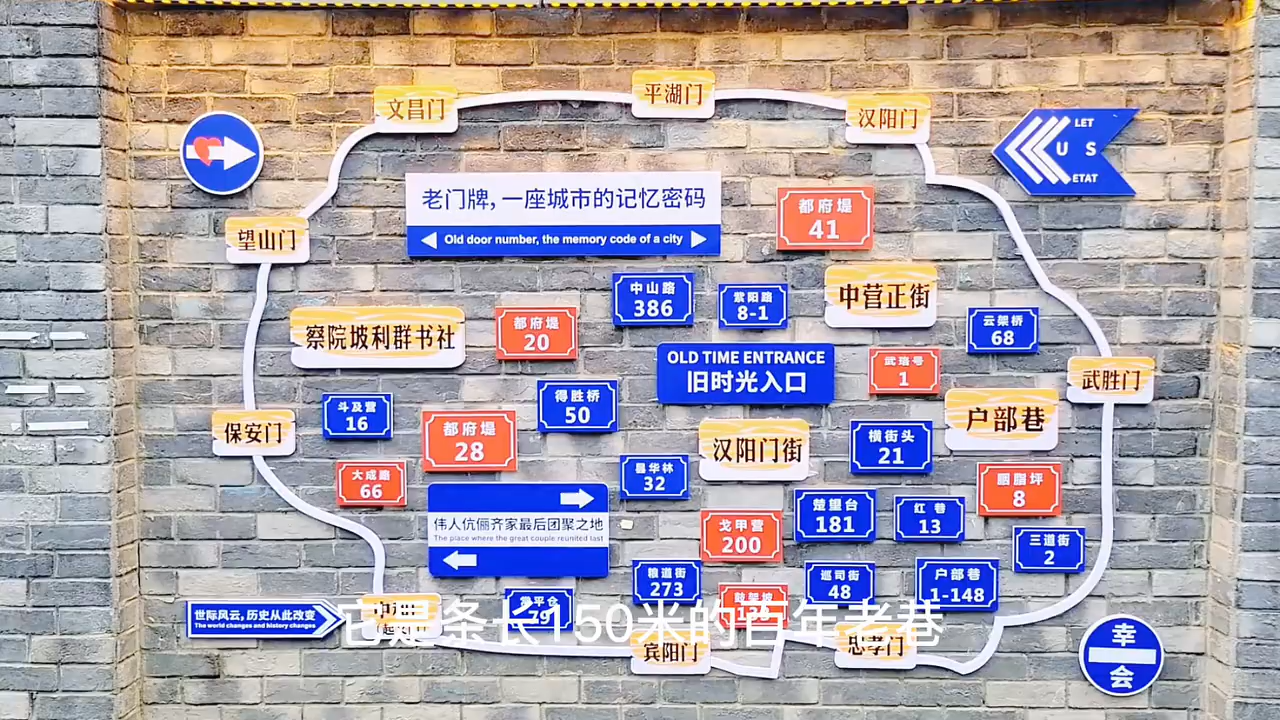 文昌门
平湖门
汉阳门
LET
U S
ETAT
老门牌，一座城市的记忆密码
Old door number, the memory code of a city
都府堤
41
望山门
中山路
386
紫阳路
8-1
中营正街
察院坡利群书社
都府堤
20
云架桥
68
OLD TIME ENTRANCE
旧时光入口
武珞号
1
武胜门
斗及营
16
得胜桥
50
户部巷
保安门
都府堤
28
汉阳门街
横街头
21
大成路
66
昙华林
32
胭脂坪
8
伟人伉俪齐家最后团聚之地
The place where the great couple reunited last
楚望台
181
红巷
13
戈甲营
200
三道街
2
粮道街
273
巡司街
48
户部巷
1-148
世际风云，历史从此改变
The world changes and history changes
常平仓
79
它是条长150米的百年老巷
宾阳门
忠孝门
幸
会